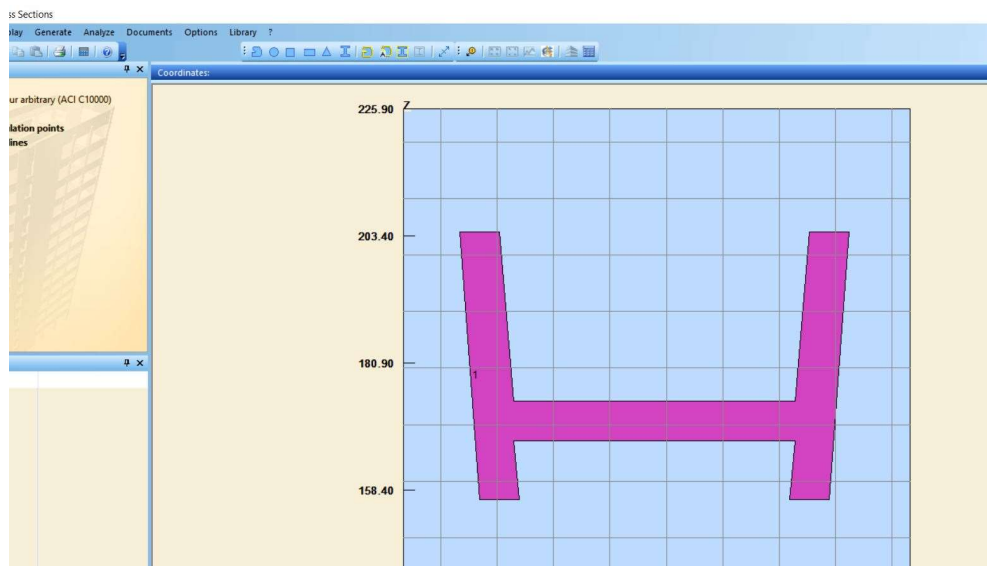 ss Sections
lay Generate Analyze Documents Options Library ?
Coordinates:
ur arbitrary (ACI C10000)
lation points
lines
225.90
Z
203.40
180.90
1
158.40